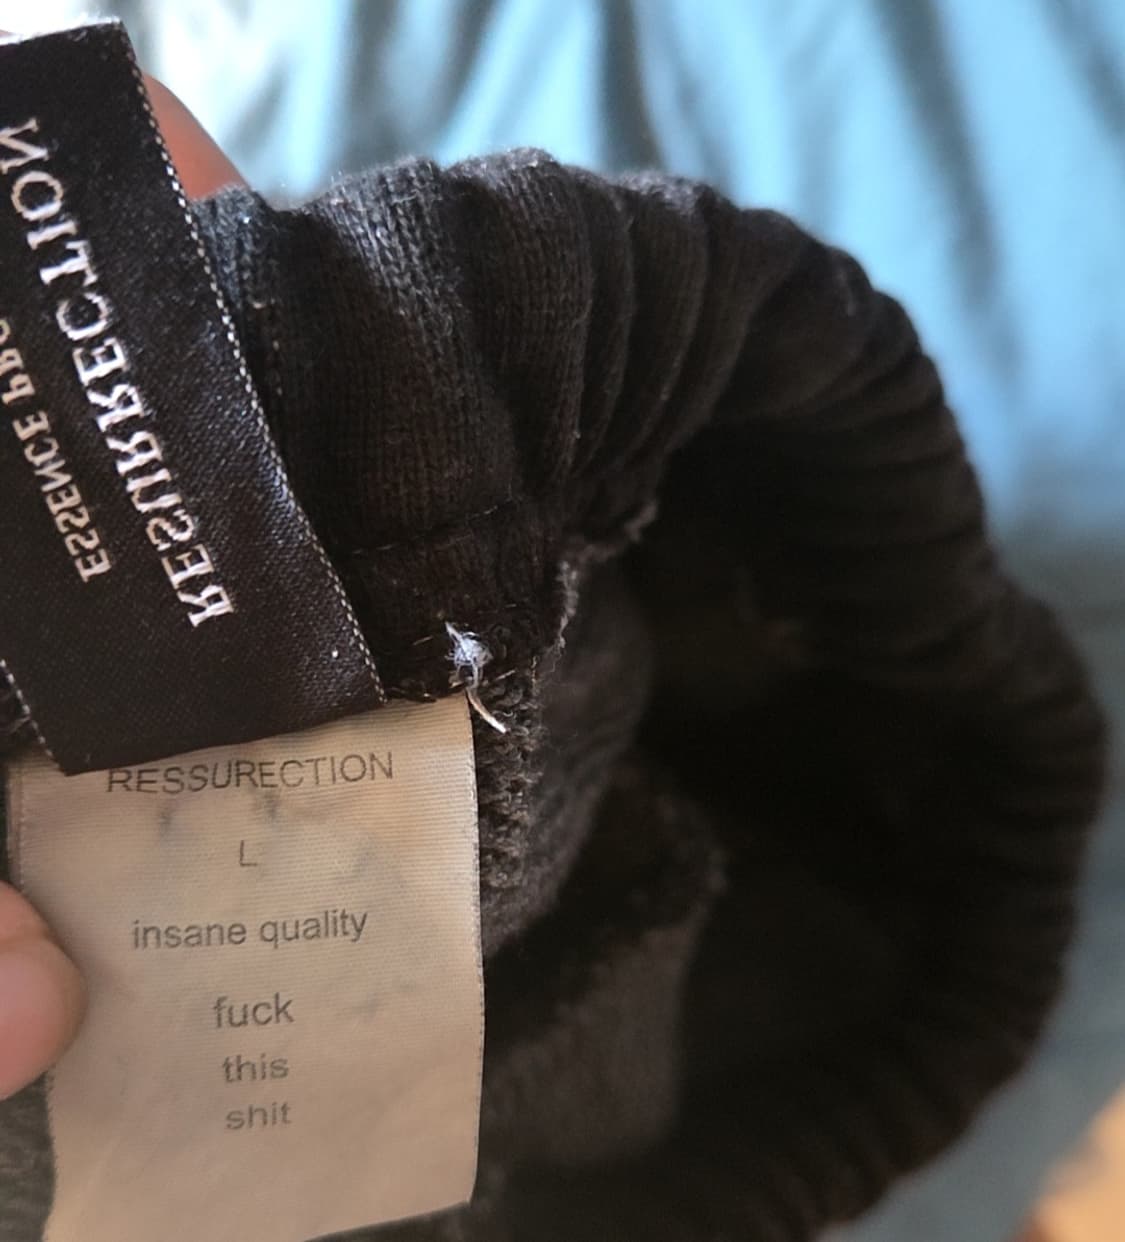 RESURRECTION
ESSENCE PRO
RESSURECTION
L
insane quality
fuck
this
shit